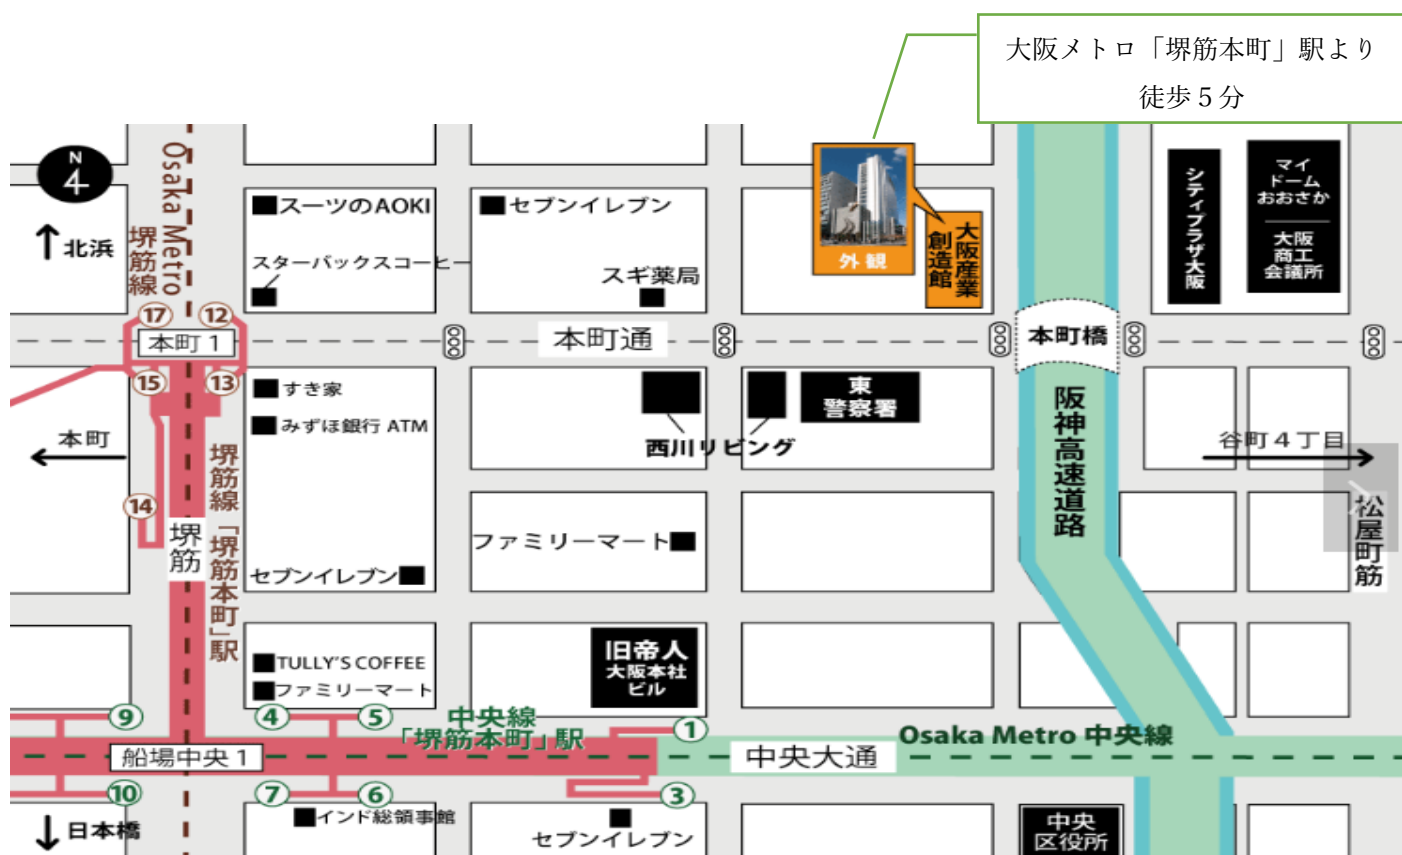 大阪メトロ「堺筋本町」駅より
徒歩５分
N
4
Osaka Metro
堺筋線
北浜
スーツのAOKI
スターバックスコーヒー
セブンイレブン
スギ薬局
外観
大阪産業
創造館
シティプラザ大阪
マイ
ドーム
おおさか
大阪
商工
会議所
17
12
本町1
15
13
本町通
本町橋
すき家
みずほ銀行 ATM
西川リビング
東
警察署
阪神高速道路
谷町4丁目
松屋町筋
本町
14
堺筋
堺筋線「堺筋本町」駅
セブンイレブン
ファミリーマート
TULLY'S COFFEE
ファミリーマート
旧帝人
大阪本社
ビル
9
4
5
中央線
「堺筋本町」駅
1
Osaka Metro 中央線
船場中央1
中央大通
10
7
6
3
日本橋
インド総領事館
セブンイレブン
中央
区役所